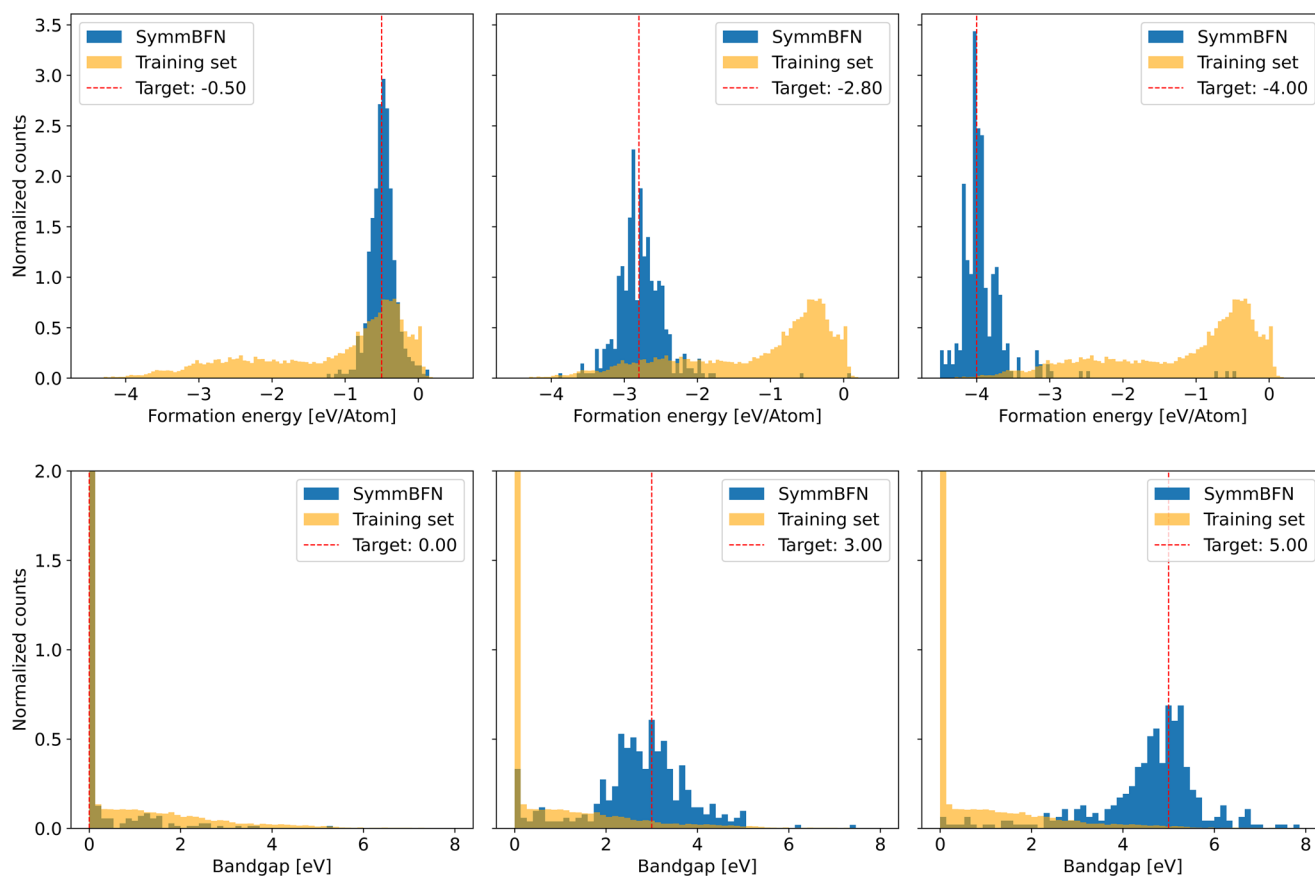 3.5
3.0
2.5
2.0
1.5
1.0
0.5
0.0
Normalized counts
SymmBFN
Training set
Target: -0.50
−4 −3 −2 −1 0
Formation energy [eV/Atom]
SymmBFN
Training set
Target: -2.80
−4 −3 −2 −1 0
Formation energy [eV/Atom]
SymmBFN
Training set
Target: -4.00
−4 −3 −2 −1 0
Formation energy [eV/Atom]
2.0
1.5
1.0
0.5
0.0
Normalized counts
SymmBFN
Training set
Target: 0.00
0 2 4 6 8
Bandgap [eV]
SymmBFN
Training set
Target: 3.00
0 2 4 6 8
Bandgap [eV]
SymmBFN
Training set
Target: 5.00
0 2 4 6 8
Bandgap [eV]